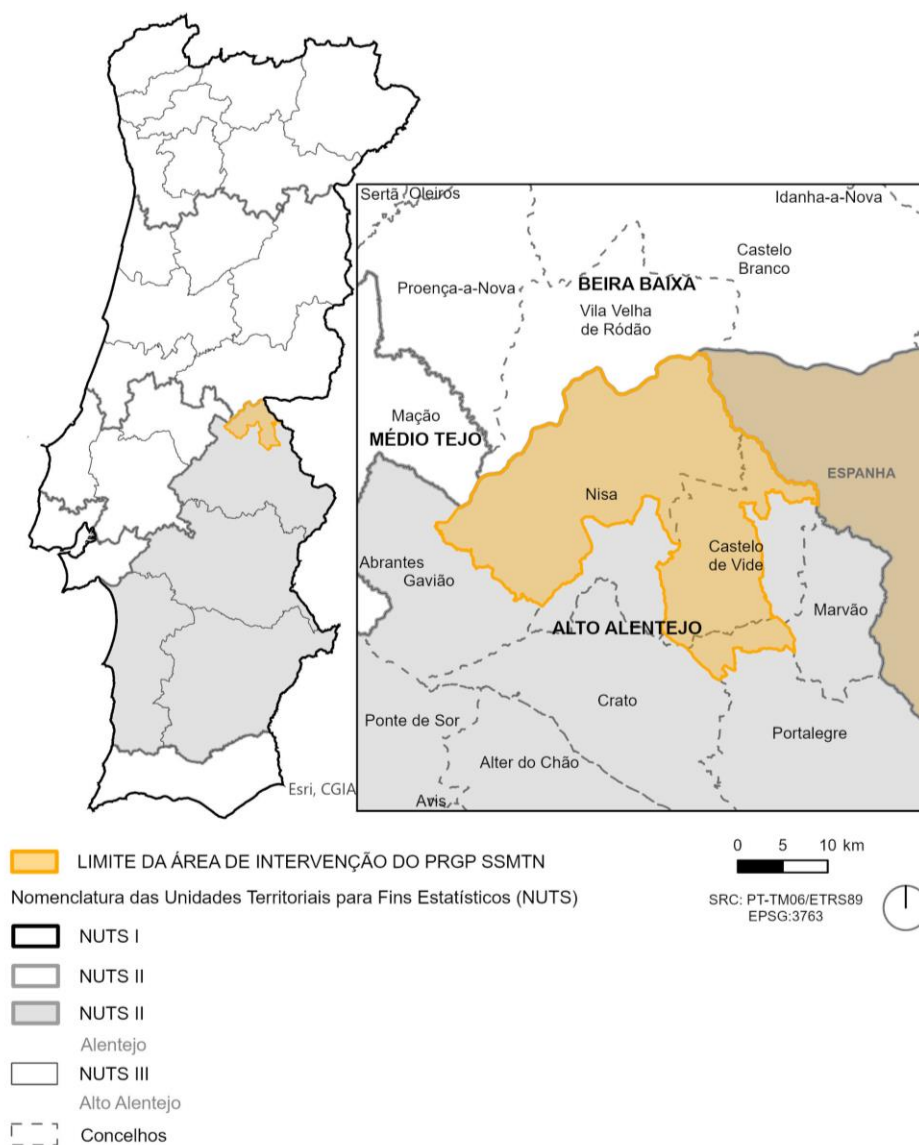 Sertã
Oleiros
Idanha-a-Nova
Castelo
Branco
Proença-a-Nova
BEIRA BAIXA
Vila Velha
de Ródão
Mação
MÉDIO TEJO
ESPANHA
Nisa
Castelo
de Vide
Abrantes
Gavião
Marvão
ALTO ALENTEJO
Crato
Ponte de Sor
Portalegre
Alter do Chão
Avis
Esri, CGIA
LIMITE DA ÁREA DE INTERVENÇÃO DO PRGP SSMTN
0 5 10 km
Nomenclatura das Unidades Territoriais para Fins Estatísticos (NUTS)
SRC: PT-TM06/ETRS89
EPSG:3763
NUTS I
NUTS II
NUTS II
Alentejo
NUTS III
Alto Alentejo
Concelhos